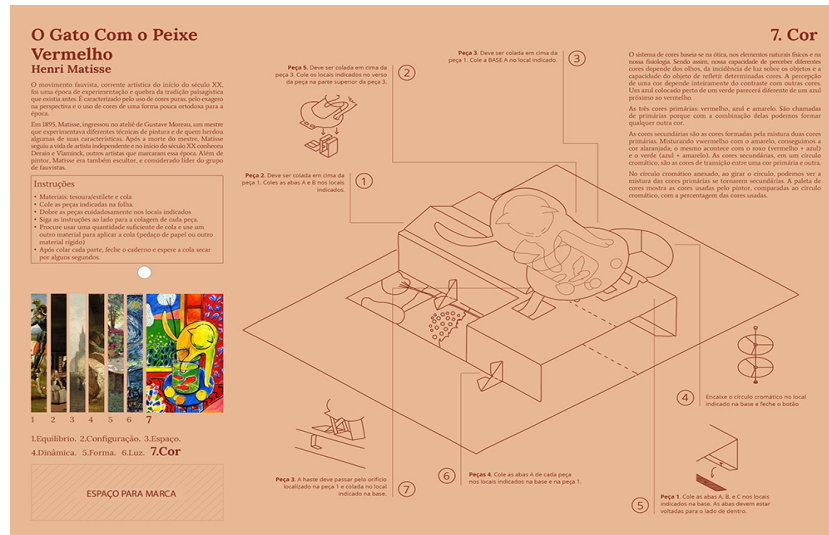 O Gato Com o Peixe
Vermelho
Henri Matisse
O movimento fauvista, corrente artística do início do século XX,
foi uma época de experimentação e quebra da tradição paisagística
que existia antes. É caracterizado pelo uso de cores puras, pelo exagero
na perspectiva e o uso de cores de uma forma pouca ortodoxa para a
época.
Em 1895, Matisse, ingressou no ateliê de Gustave Moreau, um mestre
que experimentava diferentes técnicas de pintura e de quem herdou
algumas de suas características. Após a morte do mestre, Matisse
seguiu a vida de artista independente e no início do século XX conheceu
Derain e Vlaminck, outros artistas que marcaram essa época. Além de
pintor, Matisse era também escultor, e considerado líder do grupo
de fauvistas.
Instruções
• Materiais: tesoura/estilete e cola
• Cole as peças indicadas na folha.
• Dobre as peças cuidadosamente nos locais indicados
• Siga as instruções ao lado para a colagem de cada peça.
• Procure usar uma quantidade suficiente de cola e use um
outro material para aplicar a cola (pedaço de papel ou outro
material rígido)
• Após colar cada parte, feche o caderno e espere a cola secar
por alguns segundos.
1 2 3 4 5 6 7
1.Equilíbrio. 2.Configuração. 3.Espaço.
4.Dinâmica. 5.Forma. 6.Luz. 7.Cor
ESPAÇO PARA MARCA
Peça 5. Deve ser colada em cima da
peça 3. Cole os locais indicados no verso
da peça na parte superior da peça 3.
2
Peça 3. Deve ser colada em cima da
peça 1. Cole a BASE A no local indicado.
3
Peça 2. Deve ser colada em cima da
peça 1. Coles as abas A e B nos locais
indicados.
1
7. Cor
O sistema de cores baseia-se na ótica, nos elementos naturais físicos e na
nossa fisiologia. Sendo assim, nossa capacidade de perceber diferentes
cores depende dos olhos, da incidência de luz sobre os objetos e a
capacidade do objeto de refletir determinadas cores. A percepção
de uma cor depende inteiramente do contraste com outras cores.
Um azul colocado perto de um verde parecerá diferente de um azul
próximo ao vermelho.
As três cores primárias: vermelho, azul e amarelo. São chamadas
de primárias porque com a combinação delas podemos formar
qualquer outra cor.
As cores secundárias são as cores formadas pela mistura duas cores
primárias. Misturando vwermelho com o amarelo, conseguimos a
cor alaranjada; o mesmo acontece com o roxo (vermelho + azul)
e o verde (azul + amarelo). As cores secundárias, em um círculo
cromático, são as cores de transição entre uma cor primária e outra.
No círculo cromático anexado, ao girar o círculo, podemos ver a
mistura das cores primárias se tornarem secundárias. A paleta de
cores mostra as cores usadas pelo pintor, comparadas ao círculo
cromático, com a porcentagem das cores usadas.
4
Encaixe o círculo cromático no local
indicado na base e feche o botão
Peça 3. A haste deve passar pelo orifício
localizado na peça 1 e colada no local
indicado na base.
7
6
Peças 4. Cole as abas A de cada peça
nos locais indicados na base e na peça 1.
5
Peça 1. Cole as abas A, B, e C nos locais
indicados na base. As abas devem estar
voltadas para o lado de dentro.